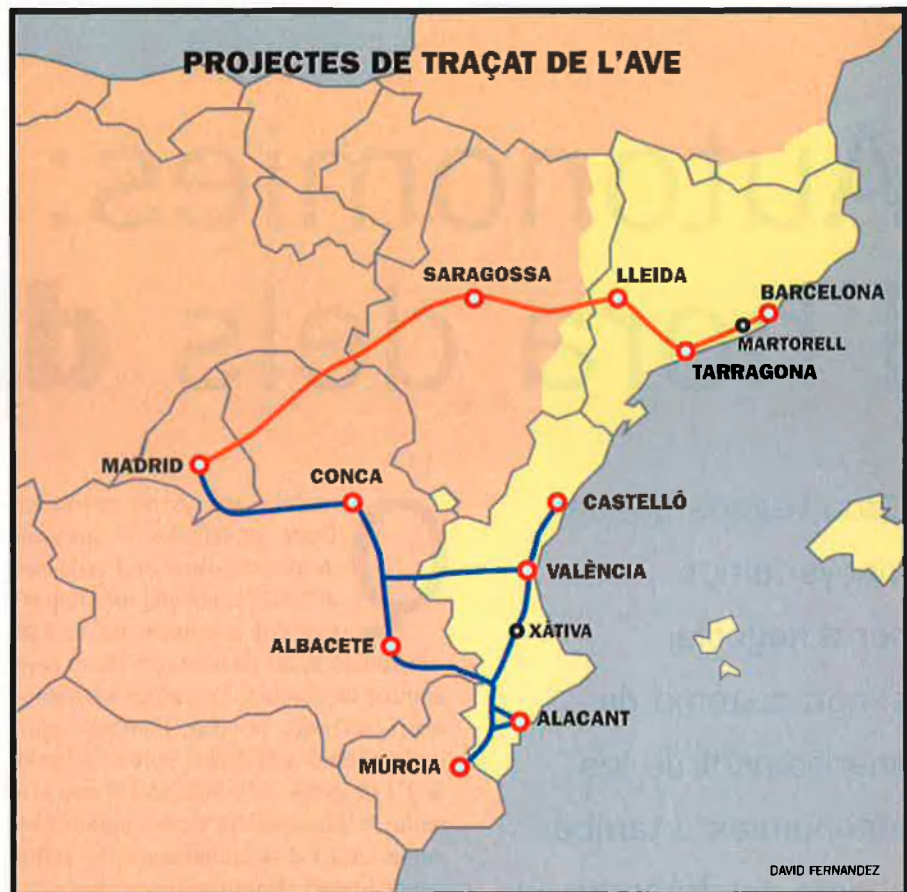 PROJECTES DE TRAÇAT DE L'AVE
SARAGOSSA
LLEIDA
BARCELONA
MARTORELL
TARRAGONA
MADRID
CONCA
CASTELLÓ
VALÈNCIA
XÀTIVA
ALBACETE
ALACANT
MÚRCIA
DAVID FERNANDEZ